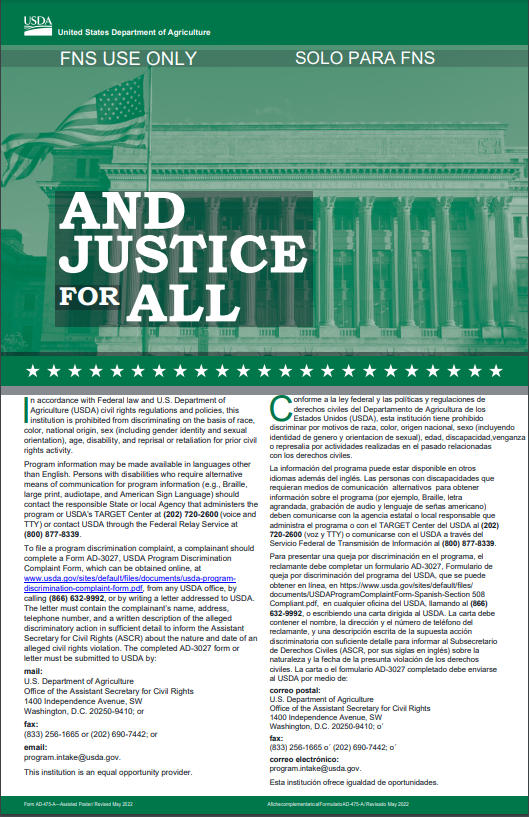 USDA
United States Department of Agriculture
FNS USE ONLY
SOLO PARA FNS
AND
JUSTICE
FOR ALL
In accordance with Federal law and U.S. Department of
Agriculture (USDA) civil rights regulations and policies, this
institution is prohibited from discriminating on the basis of race,
color, national origin, sex (including gender identity and sexual
orientation), age, disability, and reprisal or retaliation for prior civil
rights activity.
Program information may be made available in languages other
than English. Persons with disabilities who require alternative
means of communication for program information (e.g., Braille,
large print, audiotape, and American Sign Language) should
contact the responsible State or local Agency that administers the
program or USDA's TARGET Center at (202) 720-2600 (voice and
TTY) or contact USDA through the Federal Relay Service at
(800) 877-8339.
To file a program discrimination complaint, a complainant should
complete a Form AD-3027, USDA Program Discrimination
Complaint Form, which can be obtained online, at
www.usda.gov/sites/default/files/documents/usda-program-
discrimination-complaint-form.pdf, from any USDA office, by
calling (866) 632-9992, or by writing a letter addressed to USDA.
The letter must contain the complainant's name, address,
telephone number, and a written description of the alleged
discriminatory action in sufficient detail to inform the Assistant
Secretary for Civil Rights (ASCR) about the nature and date of an
alleged civil rights violation. The completed AD-3027 form or
letter must be submitted to USDA by:
mail:
U.S. Department of Agriculture
Office of the Assistant Secretary for Civil Rights
1400 Independence Avenue, SW
Washington, D.C. 20250-9410; or
fax:
(833) 256-1665 or (202) 690-7442; or
email:
program.intake@usda.gov.
This institution is an equal opportunity provider.
Conforme a la ley federal y las políticas y regulaciones de
derechos civiles del Departamento de Agricultura de los
Estados Unidos (USDA), esta institución tiene prohibido
discriminar por motivos de raza, color, origen nacional, sexo (incluyendo
identidad de genero y orientacion de sexual), edad, discapacidad,venganza
o represalia por actividades realizadas en el pasado relacionadas
con los derechos civiles.
La información del programa puede estar disponible en otros
idiomas además del inglés. Las personas con discapacidades que
requieran medios de comunicación alternativos para obtener
información sobre el programa (por ejemplo, Braille, letra
agrandada, grabación de audio y lenguaje de señas americano)
deben comunicarse con la agencia estatal o local responsable que
administra el programa o con el TARGET Center del USDA al (202)
720-2600 (voz y TTY) o comunicarse con el USDA a través del
Servicio Federal de Transmisión de Información al (800) 877-8339.
Para presentar una queja por discriminación en el programa, el
reclamante debe completar un formulario AD-3027, Formulario de
queja por discriminación del programa del USDA, que se puede
obtener en línea, en https://www.usda.gov/sites/default/files/
documents/USDAProgramComplaintForm-Spanish-Section 508
Compliant.pdf, en cualquier oficina del USDA, llamando al (866)
632-9992, o escribiendo una carta dirigida al USDA. La carta debe
contener el nombre, la dirección y el número de teléfono del
reclamante, y una descripción escrita de la supuesta acción
discriminatoria con suficiente detalle para informar al Subsecretario
de Derechos Civiles (ASCR, por sus siglas en inglés) sobre la
naturaleza y la fecha de la presunta violación de los derechos
civiles. La carta o el formulario AD-3027 completado debe enviarse
al USDA por medio de:
correo postal:
U.S. Department of Agriculture
Office of the Assistant Secretary for Civil Rights
1400 Independence Avenue, SW
Washington, D.C. 20250-9410; o´
fax:
(833) 256-1665 o´ (202) 690-7442; o´
correo electrónico:
program.intake@usda.gov.
Esta institución ofrece igualdad de oportunidades.
Form AD-475-A—Assisted Poster/ Revised May 2022
Afiche complementario al Formulario AD-475-A / Revisado May 2022